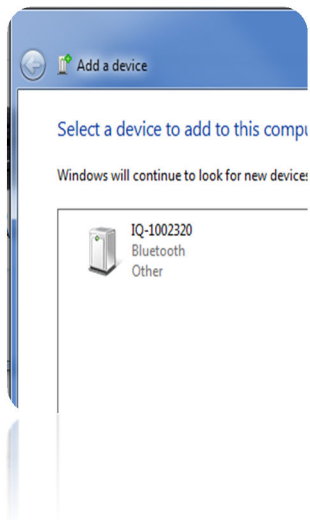 Add a device
Select a device to add to this compu
Windows will continue to look for new devices
IQ-1002320
Bluetooth
Other